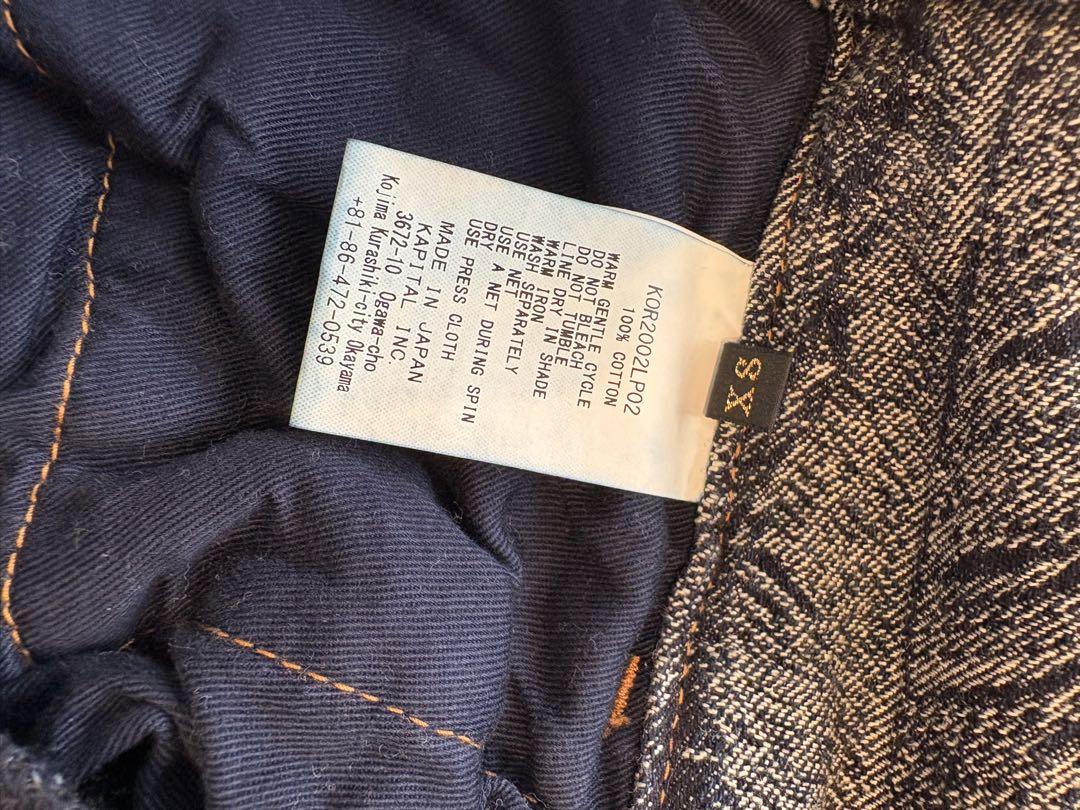 KOR2002LP02
100% COTTON
WARM GENTLE CYCLE
DO NOT BLEACH
DO NOT TUMBLE
LINE DRY IN SHADE
WARM IRON
WASH SEPARATELY
USE NET
USE A NET DURING SPIN
DRY
USE PRESS CLOTH
MADE IN JAPAN
KAPITAL INC.
3672-10 Ogawa-cho
Kojima Kurashiki-city Okayama
+81-86-472-0539
8X